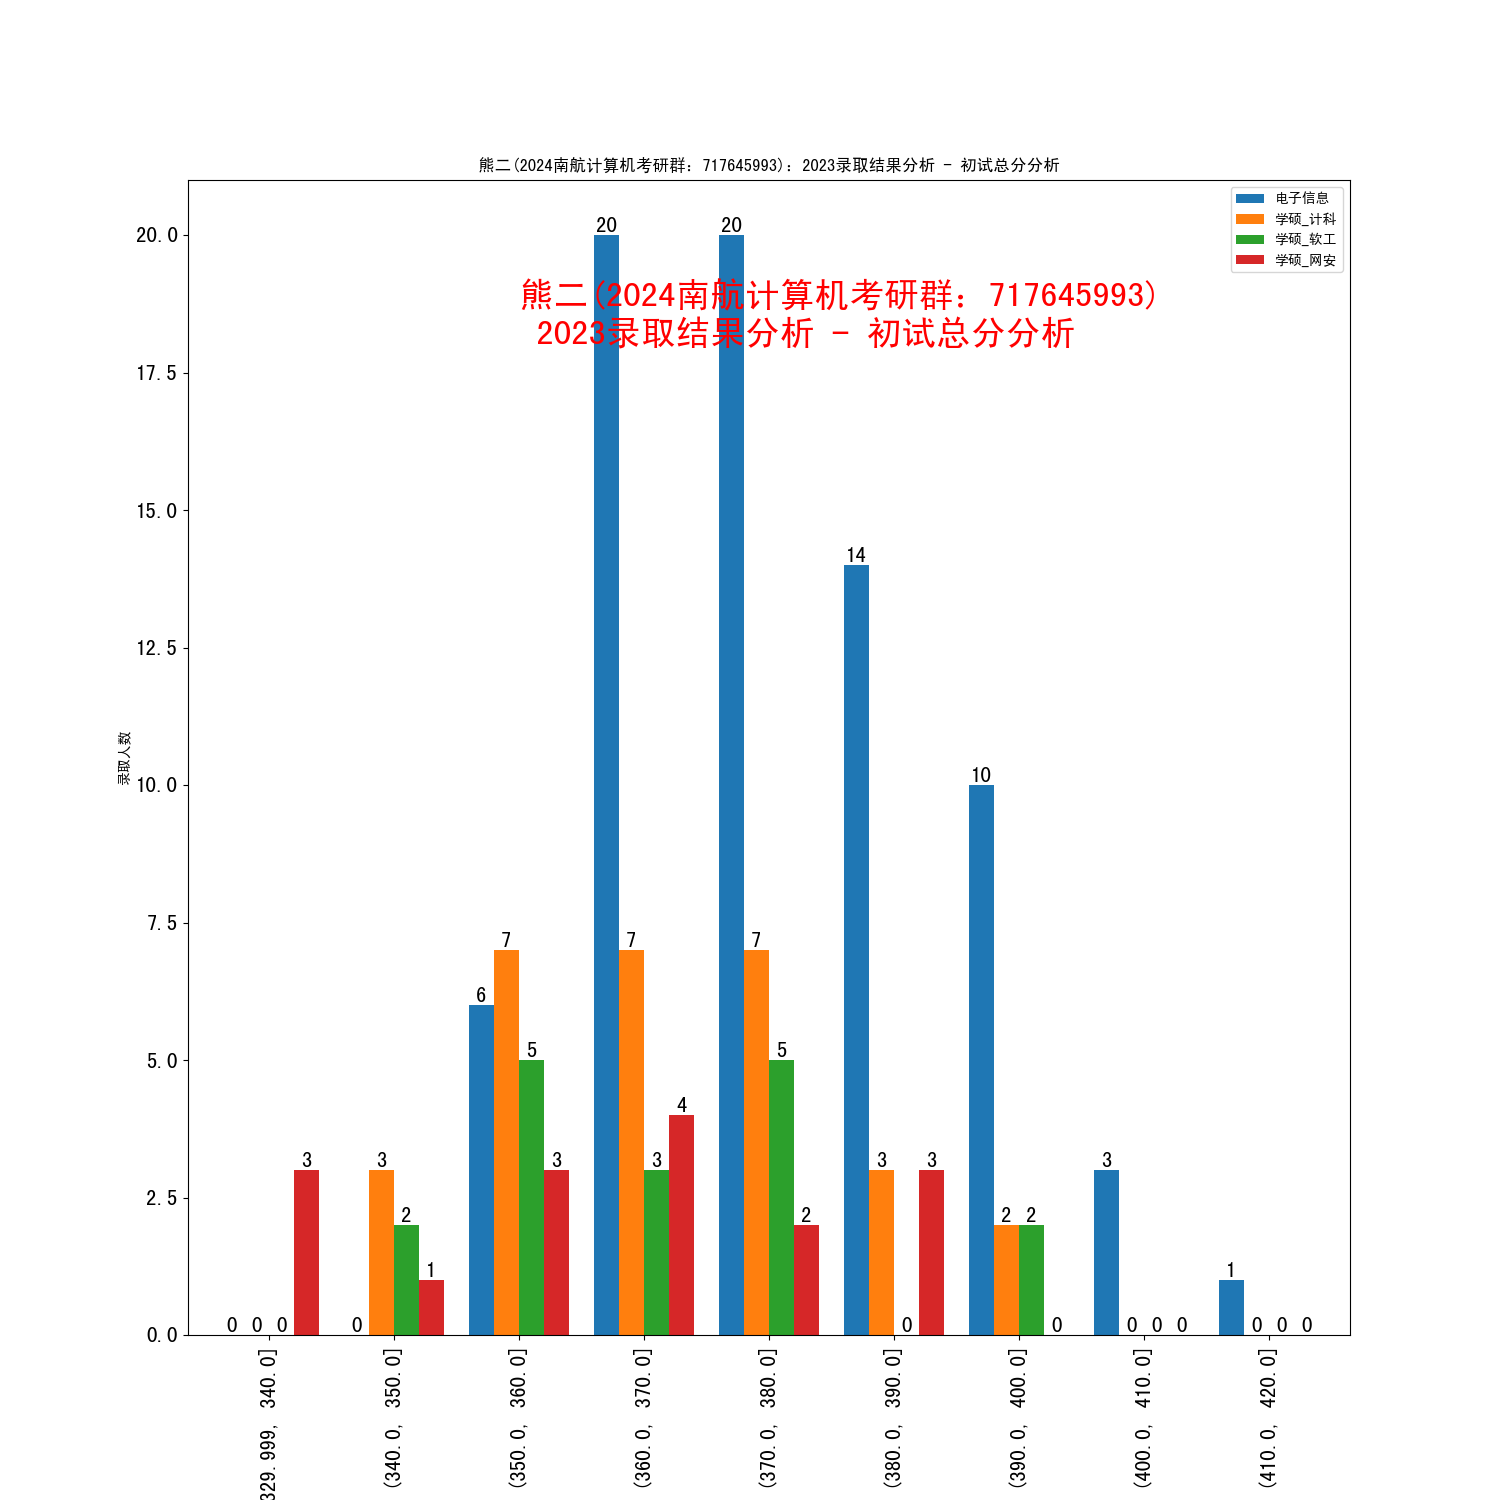 熊二(2024南航计算机考研群：717645993)：2023录取结果分析 - 初试总分分析
电子信息
学硕_计科
学硕_软工
学硕_网安
熊二(2024南航计算机考研群：717645993)
2023录取结果分析 - 初试总分分析
录取人数
20.0
17.5
15.0
12.5
10.0
7.5
5.0
2.5
0.0
0 0 0 3
0 3 2 1
6 7 5 3
20 7 3 4
20 7 5 2
14 3 0 3
10 2 2 0
3 0 0 0
1 0 0 0
329.999, 340.0]
(340.0, 350.0]
(350.0, 360.0]
(360.0, 370.0]
(370.0, 380.0]
(380.0, 390.0]
(390.0, 400.0]
(400.0, 410.0]
(410.0, 420.0]